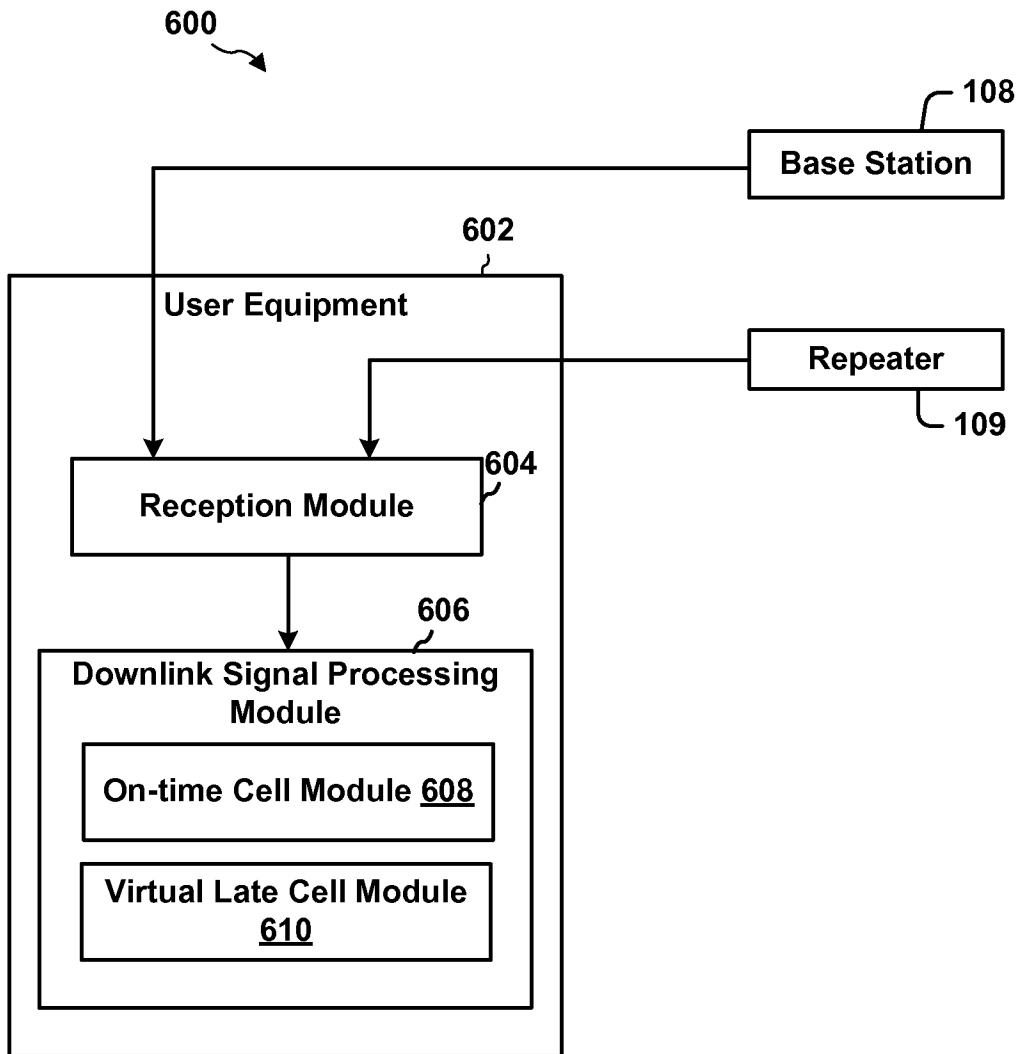 600
108
Base Station
602
User Equipment
Repeater
109
604
Reception Module
606
Downlink Signal Processing
Module
On-time Cell Module 608
Virtual Late Cell Module
610